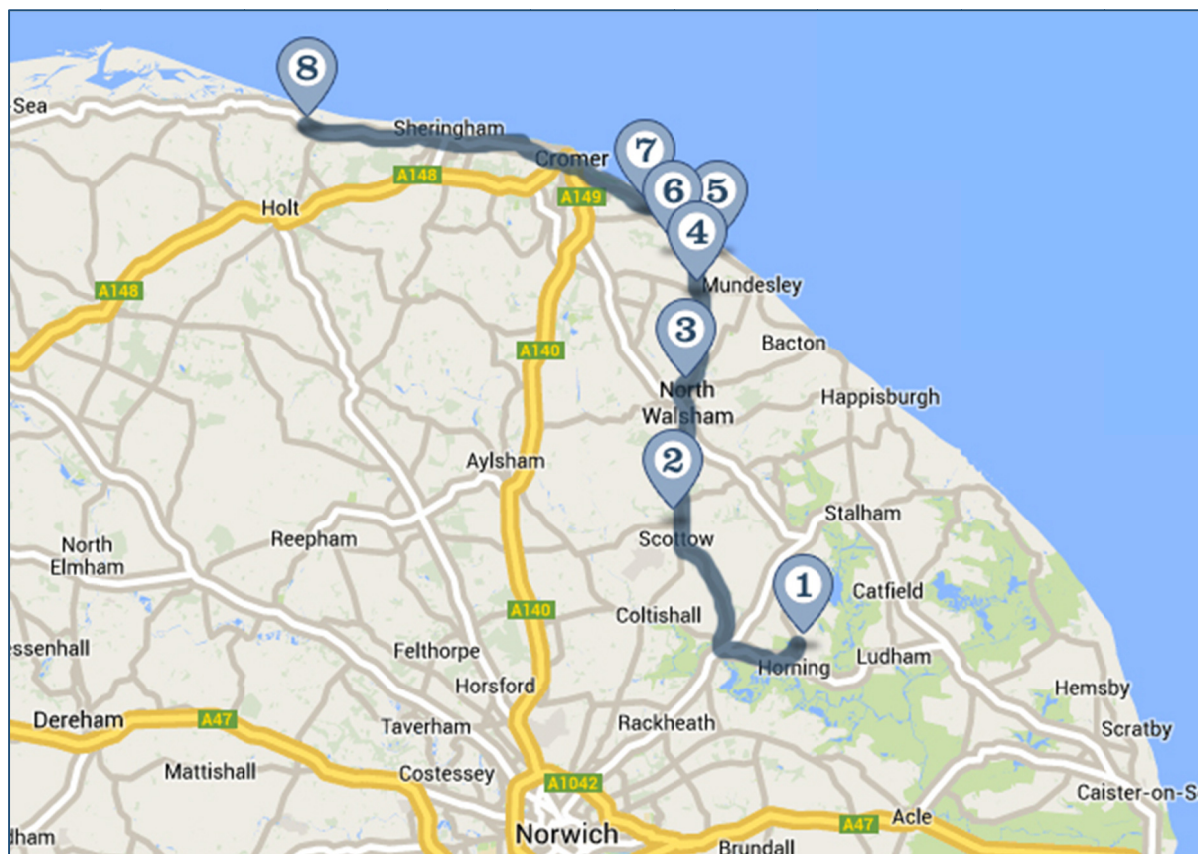 8
-Sea
Sheringham
7
Cromer
A148
6
5
A149
Holt
4
Mundesley
A148
3
A140
Bacton
North
Walsham
Happisburgh
2
Aylsham
Stalham
Reepham
Scottow
North
Elmham
1
Catfield
A140
Coltishall
essenhall
Felthorpe
Horning
Ludham
Horsford
Hemsby
Dereham
A47
Taverham
Rackheath
Scratby
Mattishall
Costessey
A1042
Caister-on-S
Acle
A47
Norwich
dham
Brundall